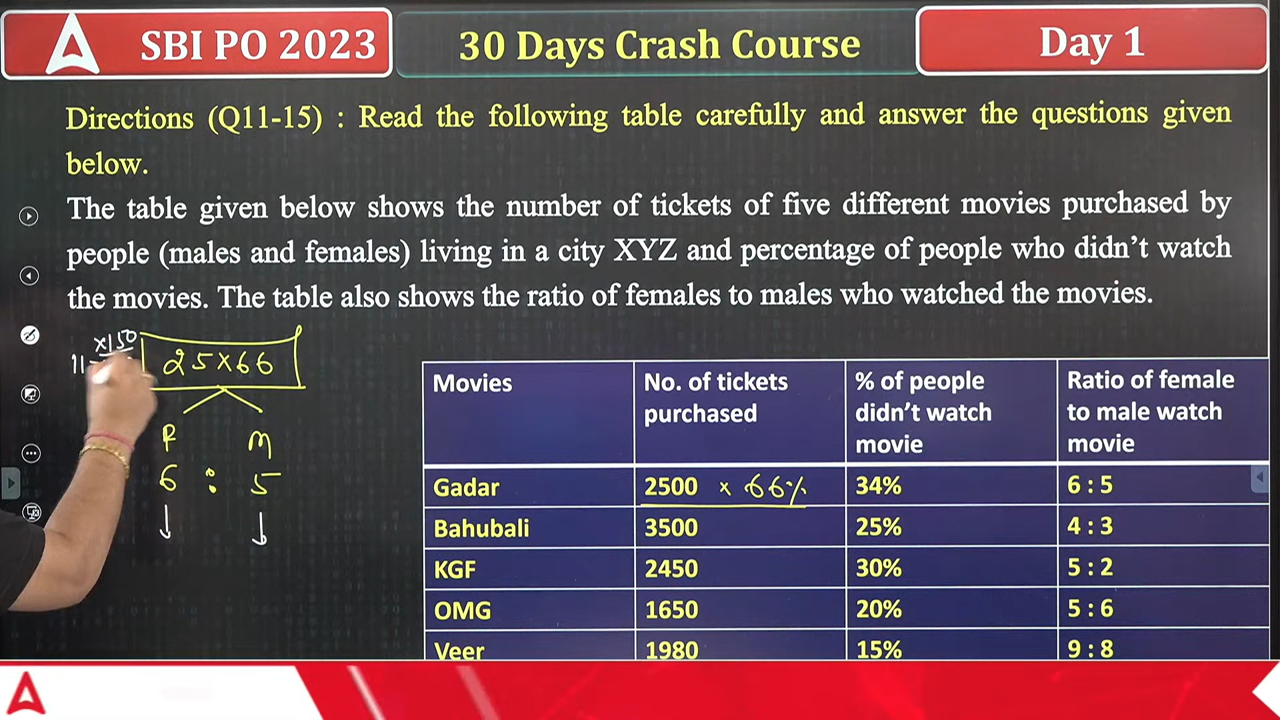 SBI PO 2023
30 Days Crash Course
Day 1
Directions (Q11-15) : Read the following table carefully and answer the questions given
below.
The table given below shows the number of tickets of five different movies purchased by
people (males and females) living in a city XYZ and percentage of people who didn't watch
the movies. The table also shows the ratio of females to males who watched the movies.
×150
11
25×66
F M
6 : 5
Movies No. of tickets purchased % of people didn't watch movie Ratio of female to male watch movie
Gadar 2500 × 66% 34% 6 : 5
Bahubali 3500 25% 4 : 3
KGF 2450 30% 5 : 2
OMG 1650 20% 5 : 6
Veer 1980 15% 9 : 8